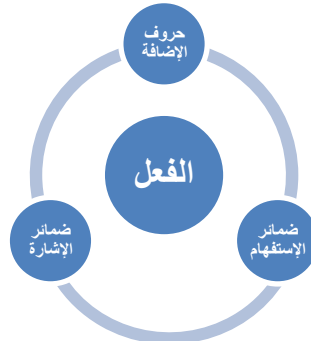 حروف
الإضافة
الفعل
ضمائر
الإستفهام
ضمائر
الإشارة